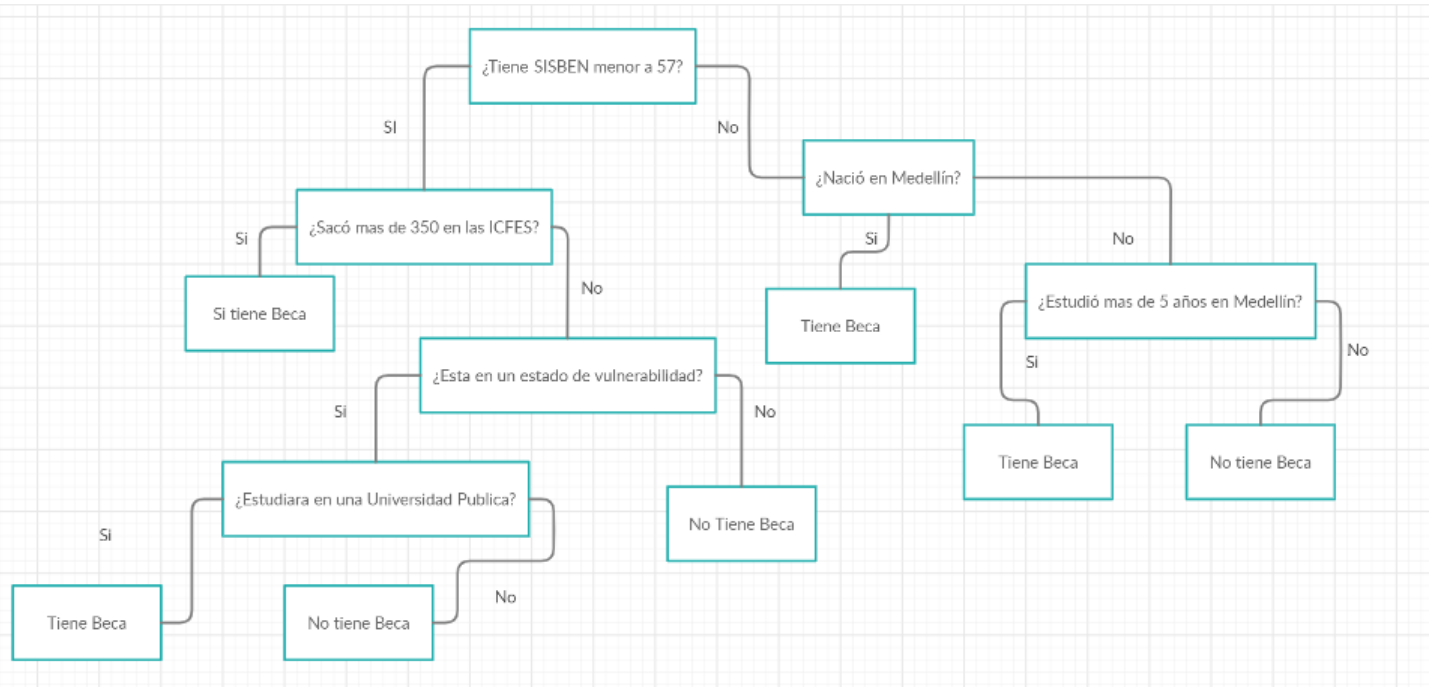 ¿Tiene SISBEN menor a 57?
SI
No
¿Nació en Medellín?
¿Sacó mas de 350 en las ICFES?
Si
Si
No
Si tiene Beca
No
Tiene Beca
¿Estudió mas de 5 años en Medellín?
¿Esta en un estado de vulnerabilidad?
Si
No
Si
No
Tiene Beca
No tiene Beca
¿Estudiara en una Universidad Publica?
No Tiene Beca
Si
No
Tiene Beca
No tiene Beca